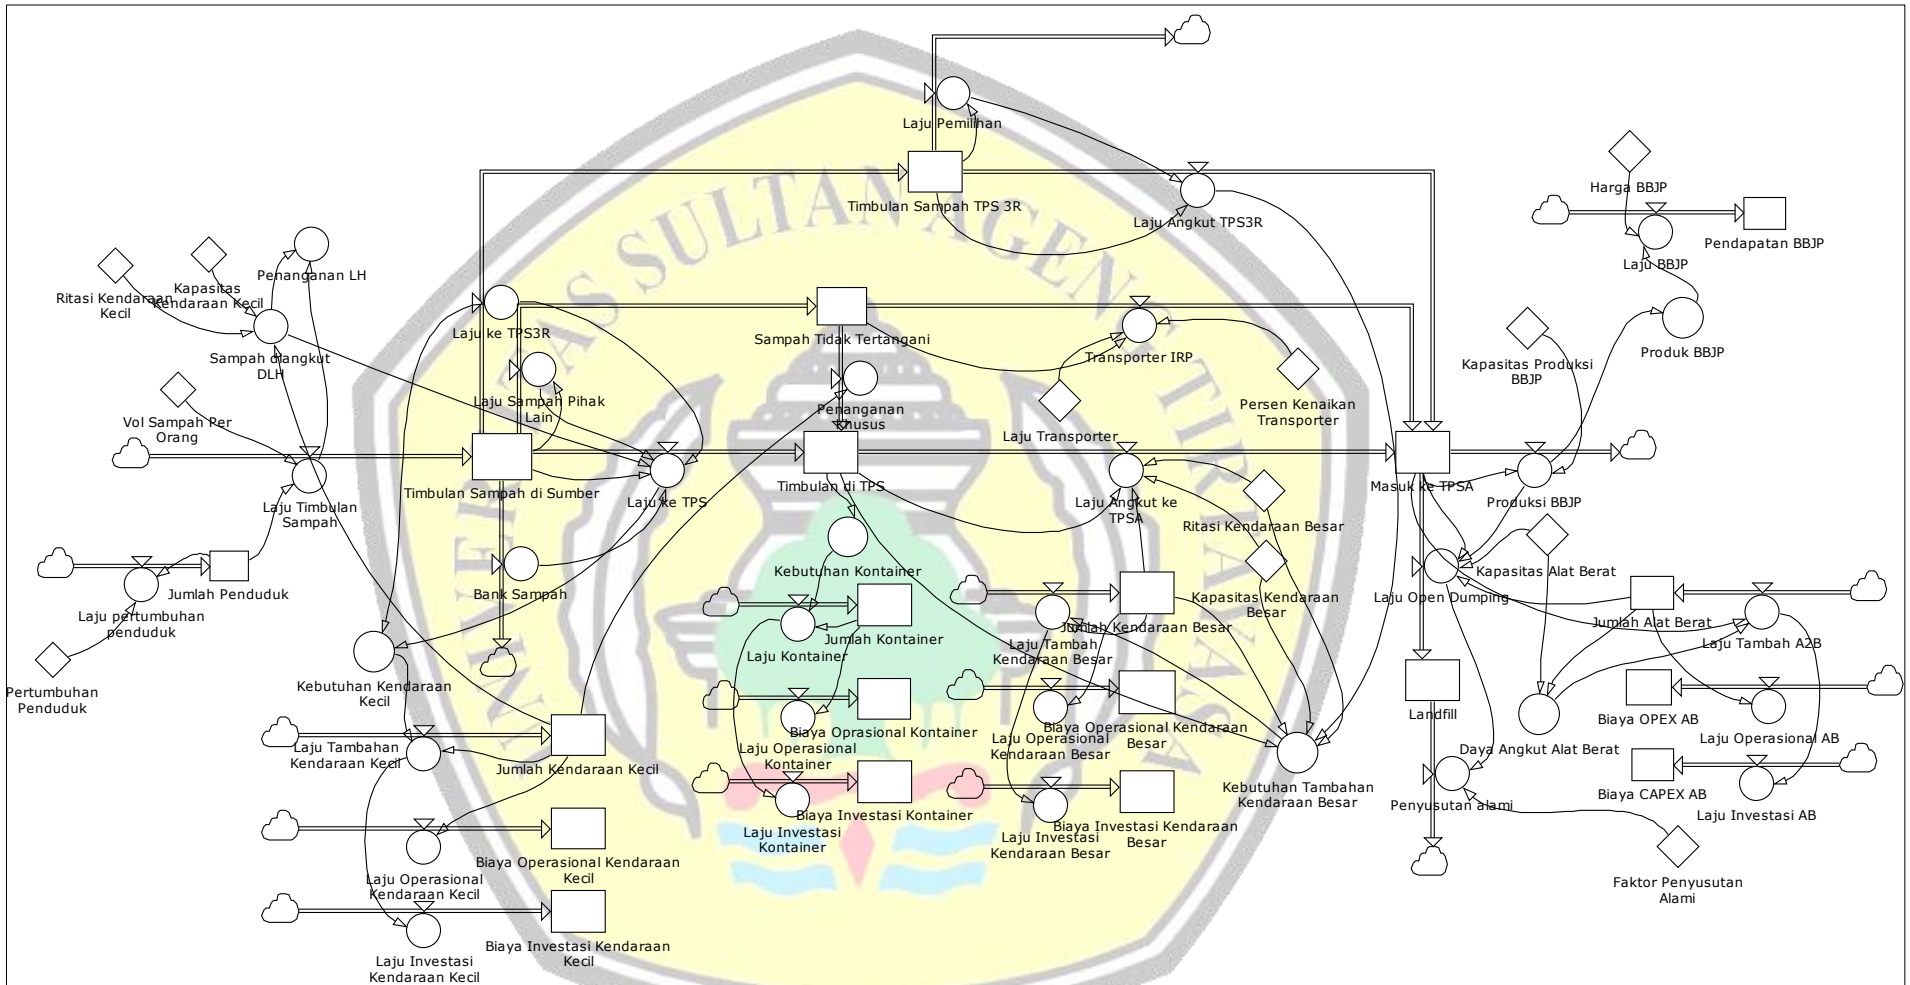 Laju Pemilihan
Timbulan Sampah TPS 3R
Laju Angkut TPS3R
Harga BBJP
Pendapatan BBJP
Laju BBJP
Penanganan LH
Ritasi Kendaraan
Kecil
Kapasitas
Kendaraan Kecil
Sampah diangkut
DLH
Laju ke TPS3R
Sampah Tidak Tertangani
Transporter IRP
Kapasitas Produksi
BBJP
Produk BBJP
Vol Sampah Per
Orang
Laju Sampah Pihak
Lain
Penanganan
Khusus
Laju Transporter
Persen Kenaikan
Transporter
Laju Timbulan
Sampah
Timbulan Sampah di Sumber
Laju ke TPS
Timbulan di TPS
Laju Angkut ke
TPSA
Masuk ke TPSA
Produksi BBJP
Ritasi Kendaraan Besar
Jumlah Penduduk
Laju pertumbuhan
penduduk
Bank Sampah
Kebutuhan Kontainer
Kapasitas Kendaraan
Besar
Kapasitas Alat Berat
Laju Open Dumping
Pertumbuhan
Penduduk
Kebutuhan Kendaraan
Kecil
Jumlah Kontainer
Laju Kontainer
Jumlah Kendaraan Besar
Laju Tambah
Kendaraan Besar
Jumlah Alat Berat
Laju Tambah A2B
Laju Tambahan
Kendaraan Kecil
Jumlah Kendaraan Kecil
Biaya Oprasional Kontainer
Laju Operasional
Kontainer
Biaya Operasional Kendaraan
Besar
Laju Operasional
Kendaraan Besar
Kebutuhan Tambahan
Kendaraan Besar
Landfill
Daya Angkut Alat Berat
Biaya OPEX AB
Laju Operasional AB
Penyusutan alami
Biaya CAPEX AB
Laju Investasi AB
Biaya Operasional Kendaraan
Kecil
Laju Operasional
Kendaraan Kecil
Biaya Investasi Kontainer
Laju Investasi
Kontainer
Biaya Investasi Kendaraan
Besar
Laju Investasi
Kendaraan Besar
Faktor Penyusutan
Alami
Biaya Investasi Kendaraan
Kecil
Laju Investasi
Kendaraan Kecil
UNIVERSITAS SULTAN AGENG TIRTAYASA